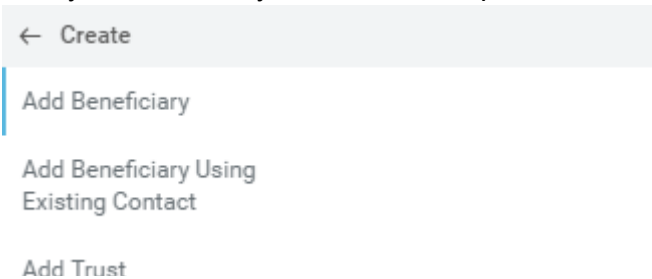 ← Create
Add Beneficiary
Add Beneficiary Using
Existing Contact
Add Trust